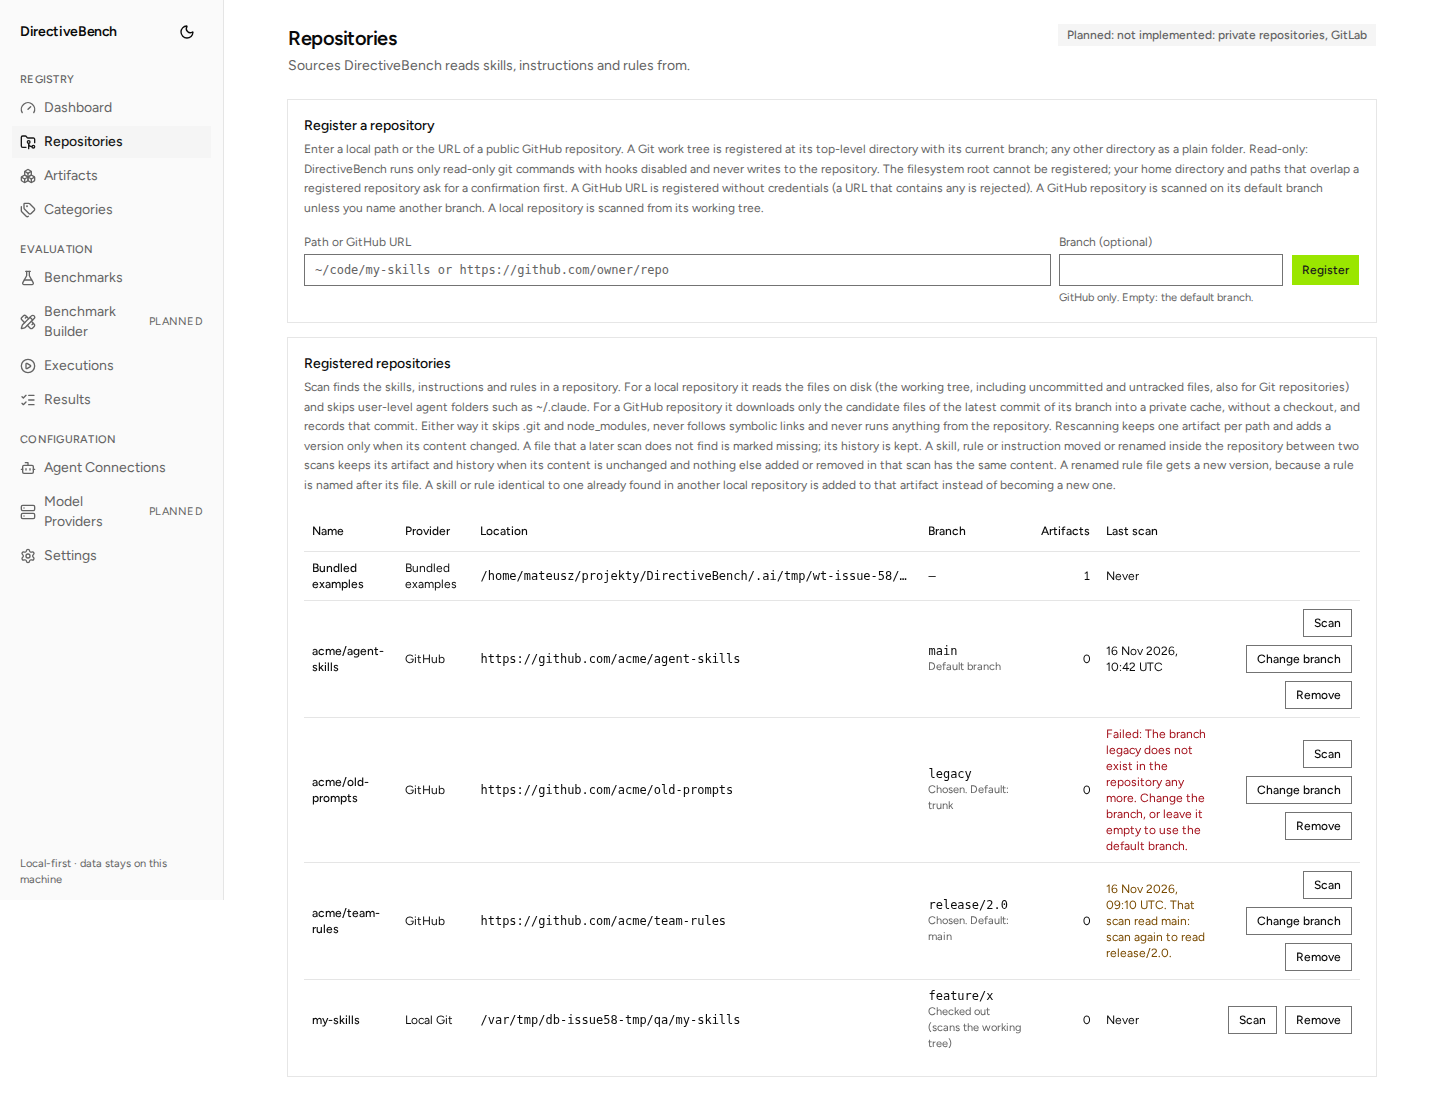 DirectiveBench
REGISTRY
Dashboard
Repositories
Artifacts
Categories
EVALUATION
Benchmarks
Benchmark
Builder
PLANNED
Executions
Results
CONFIGURATION
Agent Connections
Model
Providers
PLANNED
Settings
Local-first · data stays on this
machine
Repositories
Planned: not implemented: private repositories, GitLab
Sources DirectiveBench reads skills, instructions and rules from.
Register a repository
Enter a local path or the URL of a public GitHub repository. A Git work tree is registered at its top-level directory with its current branch; any other directory as a plain folder. Read-only:
DirectiveBench runs only read-only git commands with hooks disabled and never writes to the repository. The filesystem root cannot be registered; your home directory and paths that overlap a
registered repository ask for a confirmation first. A GitHub URL is registered without credentials (a URL that contains any is rejected). A GitHub repository is scanned on its default branch
unless you name another branch. A local repository is scanned from its working tree.
Path or GitHub URL
Branch (optional)
~/code/my-skills or https://github.com/owner/repo
Register
GitHub only. Empty: the default branch.
Registered repositories
Scan finds the skills, instructions and rules in a repository. For a local repository it reads the files on disk (the working tree, including uncommitted and untracked files, also for Git repositories)
and skips user-level agent folders such as ~/.claude. For a GitHub repository it downloads only the candidate files of the latest commit of its branch into a private cache, without a checkout, and
records that commit. Either way it skips .git and node_modules, never follows symbolic links and never runs anything from the repository. Rescanning keeps one artifact per path and adds a
version only when its content changed. A file that a later scan does not find is marked missing; its history is kept. A skill, rule or instruction moved or renamed inside the repository between two
scans keeps its artifact and history when its content is unchanged and nothing else added or removed in that scan has the same content. A renamed rule file gets a new version, because a rule
is named after its file. A skill or rule identical to one already found in another local repository is added to that artifact instead of becoming a new one.
Name Provider Location Branch Artifacts Last scan
Bundled
examples
Bundled
examples
/home/mateusz/projekty/DirectiveBench/.ai/tmp/wt-issue-58/…
—
1
Never
acme/agent-
skills
GitHub
https://github.com/acme/agent-skills
main
Default branch
0
16 Nov 2026,
10:42 UTC
Scan
Change branch
Remove
acme/old-
prompts
GitHub
https://github.com/acme/old-prompts
legacy
Chosen. Default:
trunk
0
Failed: The branch
legacy does not
exist in the
repository any
more. Change the
branch, or leave it
empty to use the
default branch.
Scan
Change branch
Remove
acme/team-
rules
GitHub
https://github.com/acme/team-rules
release/2.0
Chosen. Default:
main
0
16 Nov 2026,
09:10 UTC. That
scan read main:
scan again to read
release/2.0.
Scan
Change branch
Remove
my-skills
Local Git
/var/tmp/db-issue58-tmp/qa/my-skills
feature/x
Checked out
(scans the working
tree)
0
Never
Scan
Remove